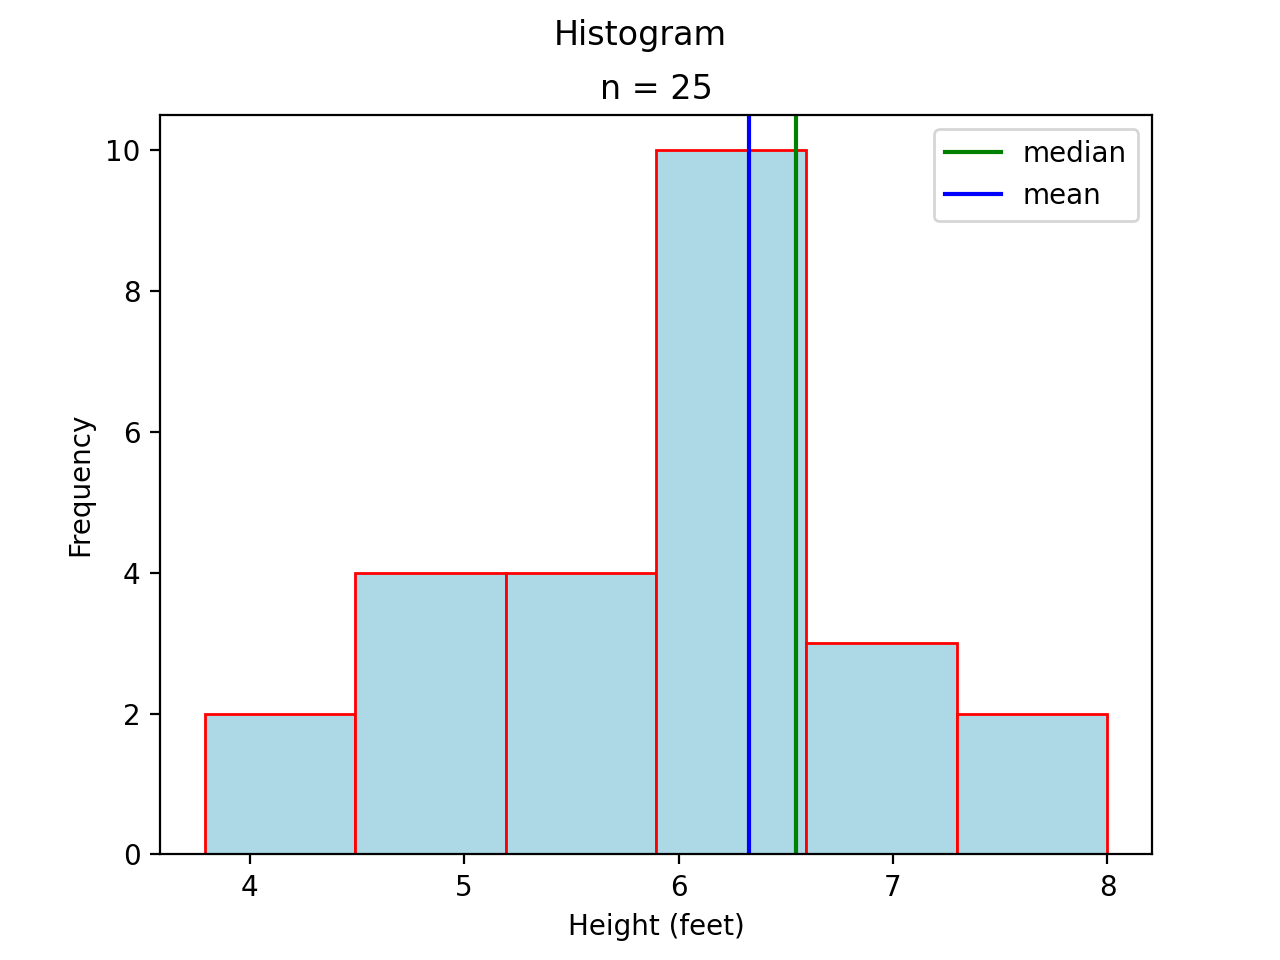 Histogram
n = 25
10
8
6
4
2
0
Frequency
4 5 6 7 8
Height (feet)
median
mean